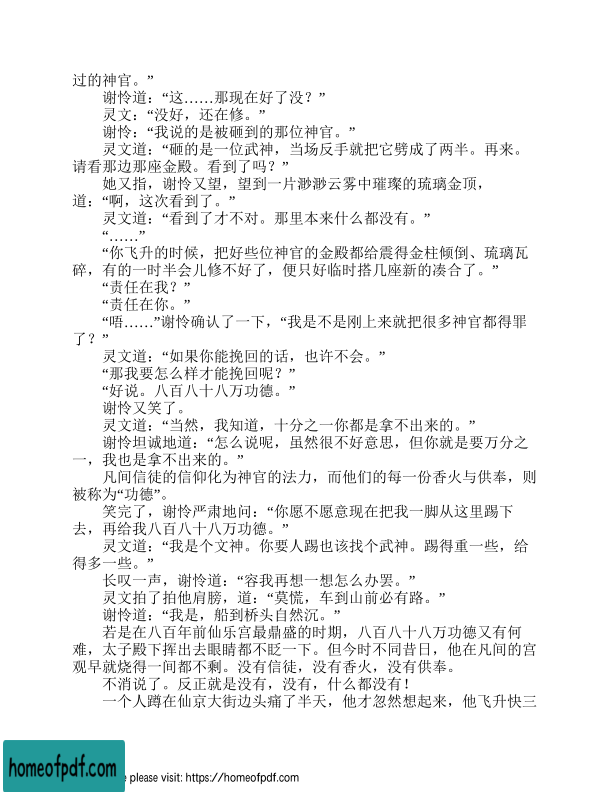 过的神官。”
谢怜道：“这……那现在好了没？”
灵文：“没好，还在修。”
谢怜：“我说的是被砸到的那位神官。”
灵文道：“砸的是一位武神，当场反手就把它劈成了两半。再来。
请看那边那座金殿。看到了吗？”
她又指，谢怜又望，望到一片渺渺云雾中璀璨的琉璃金顶，
道：“啊，这次看到了。”
灵文道：“看到了才不对。那里本来什么都没有。”
“……”
“你飞升的时候，把好些位神官的金殿都给震得金柱倾倒、琉璃瓦
碎，有的一时半会儿修不好了，便只好临时搭几座新的凑合了。”
“责任在我？”
“责任在你。”
“唔……”谢怜确认了一下，“我是不是刚上来就把很多神官都得罪
了？”
灵文道：“如果你能挽回的话，也许不会。”
“那我要怎么样才能挽回呢？”
“好说。八百八十八万功德。”
谢怜又笑了。
灵文道：“当然，我知道，十分之一你都是拿不出来的。”
谢怜坦诚地道：“怎么说呢，虽然很不好意思，但你就是要万分之
一，我也是拿不出来的。”
凡间信徒的信仰化为神官的法力，而他们的每一份香火与供奉，则
被称为“功德”。
笑完了，谢怜严肃地问：“你愿不愿意现在把我一脚从这里踢下
去，再给我八百八十八万功德。”
灵文道：“我是个文神。你要人踢也该找个武神。踢得重一些，给
得多一些。”
长叹一声，谢怜道：“容我再想一想怎么办罢。”
灵文拍了拍他肩膀，道：“莫慌，车到山前必有路。”
谢怜道：“我是，船到桥头自然沉。”
若是在八百年前仙乐宫最鼎盛的时期，八百八十八万功德又有何
难，太子殿下挥出去眼睛都不眨一下。但今时不同昔日，他在凡间的宫
观早就烧得一间都不剩。没有信徒，没有香火，没有供奉。
不消说了。反正就是没有，没有，什么都没有！
一个人蹲在仙京大街边头痛了半天，他才忽然想起来，他飞升快三
homeofpdf.com
please visit: https://homeofpdf.com